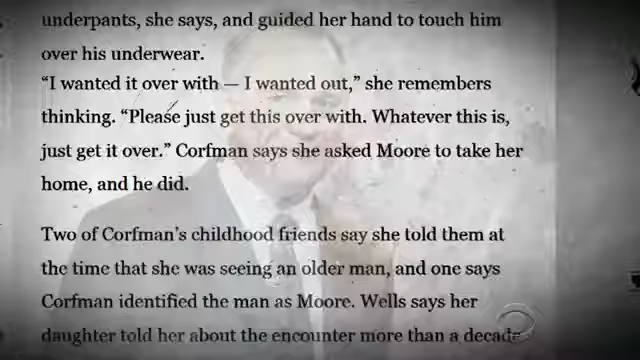 underpants, she says, and guided her hand to touch him
over his underwear.
“I wanted it over with — I wanted out,” she remembers
thinking. “Please just get this over with. Whatever this is,
just get it over.” Corfman says she asked Moore to take her
home, and he did.
Two of Corfman’s childhood friends say she told them at
the time that she was seeing an older man, and one says
Corfman identified the man as Moore. Wells says her
daughter told her about the encounter more than a decade